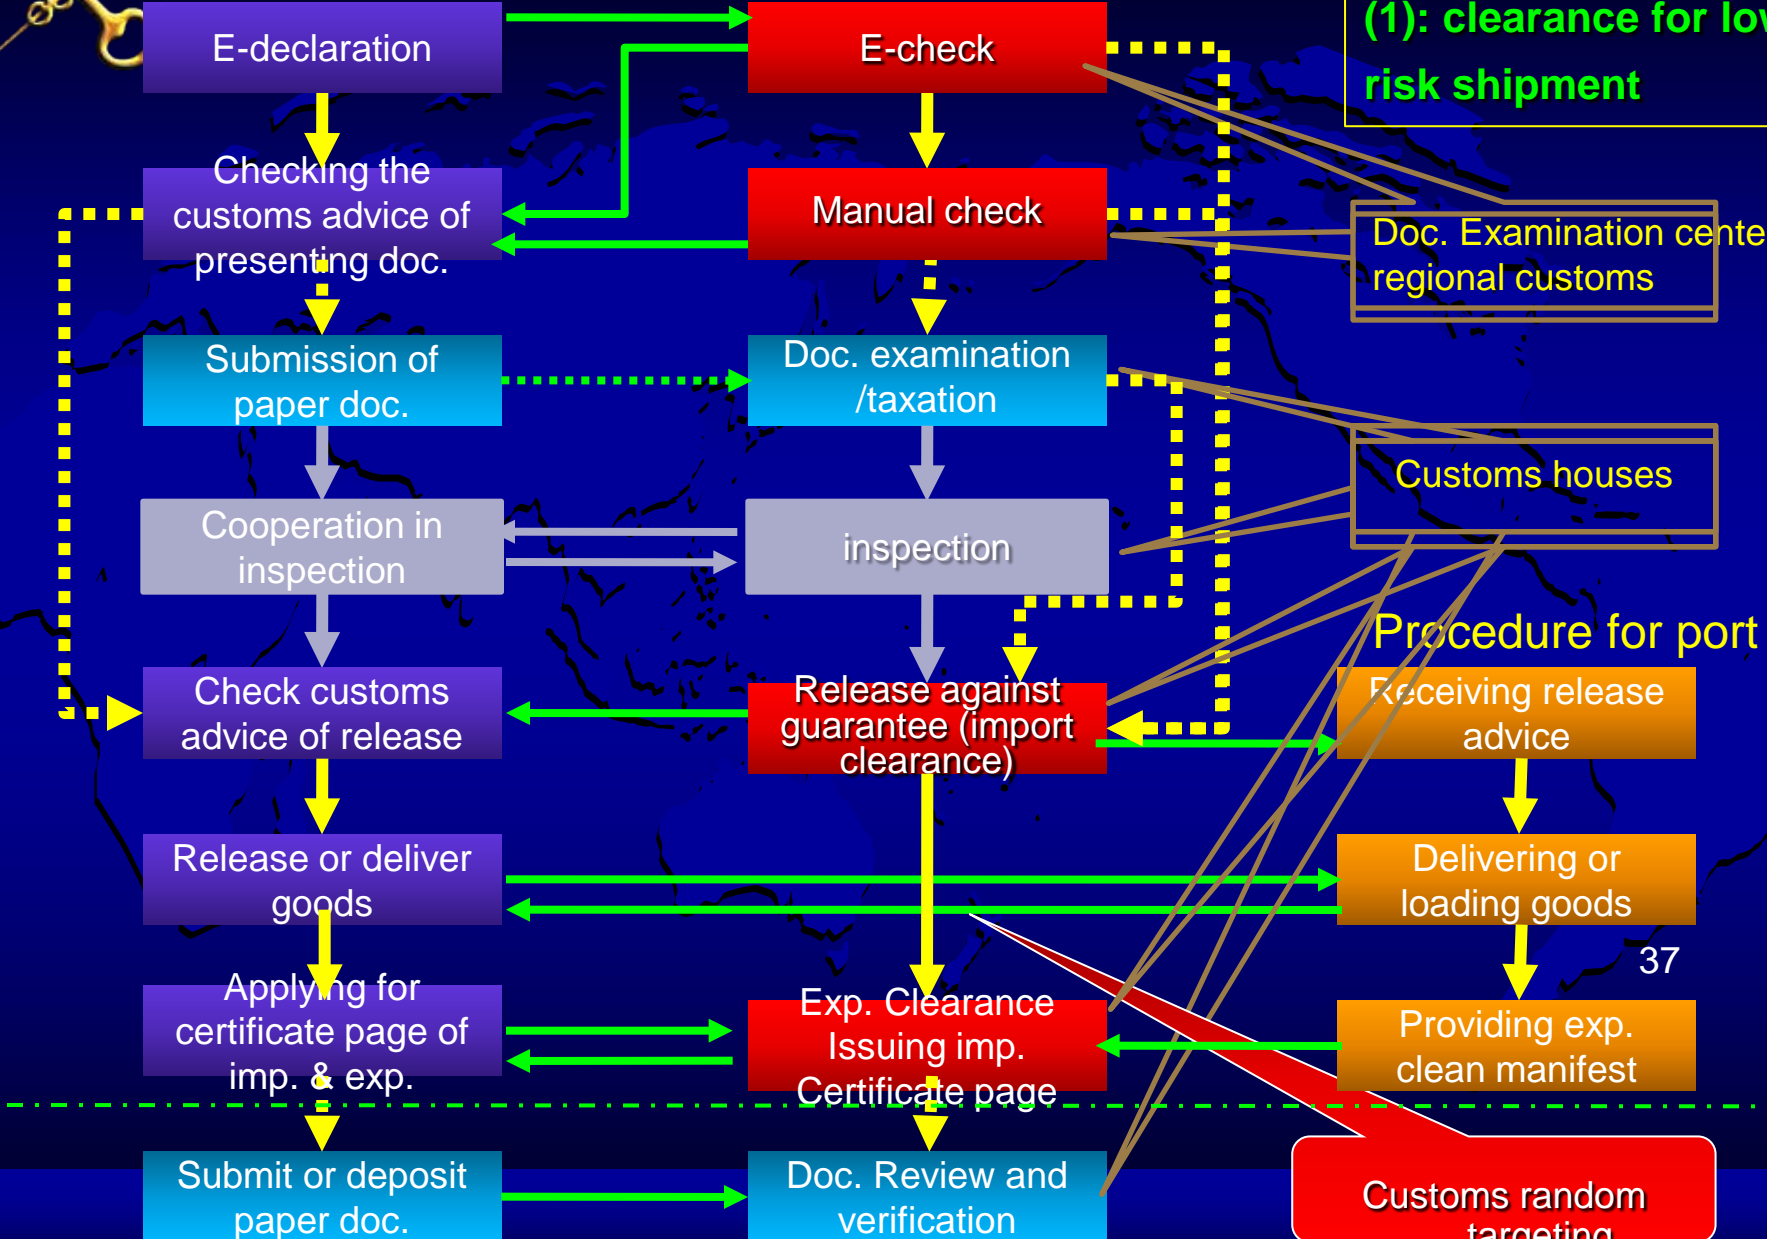 E-declaration
E-check
(1): clearance for low
risk shipment
Checking the
customs advice of
presenting doc.
Manual check
Doc. Examination cente
regional customs
Submission of
paper doc.
Doc. examination
/taxation
Customs houses
Cooperation in
inspection
inspection
Procedure for port
Check customs
advice of release
Release against
guarantee (import
clearance)
Receiving release
advice
Release or deliver
goods
Delivering or
loading goods
37
Applying for
certificate page of
imp. & exp.
Exp. Clearance
Issuing imp.
Certificate page
Providing exp.
clean manifest
Submit or deposit
paper doc.
Doc. Review and
verification
Customs random
targeting